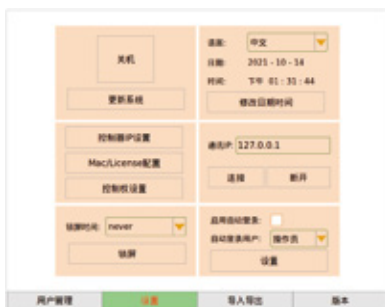 关机
更新系统
语言: 中文
日期: 2021 - 10 - 14
时间: 下午 01 : 31 : 44
修改日期时间
控制器IP设置
Mac/License配置
控制权设置
通讯IP: 127.0.0.1
连接 断开
锁屏时间: never
锁屏
启用自动登录:
自动登录用户: 操作员
设置
用户管理 设置 导入导出 版本